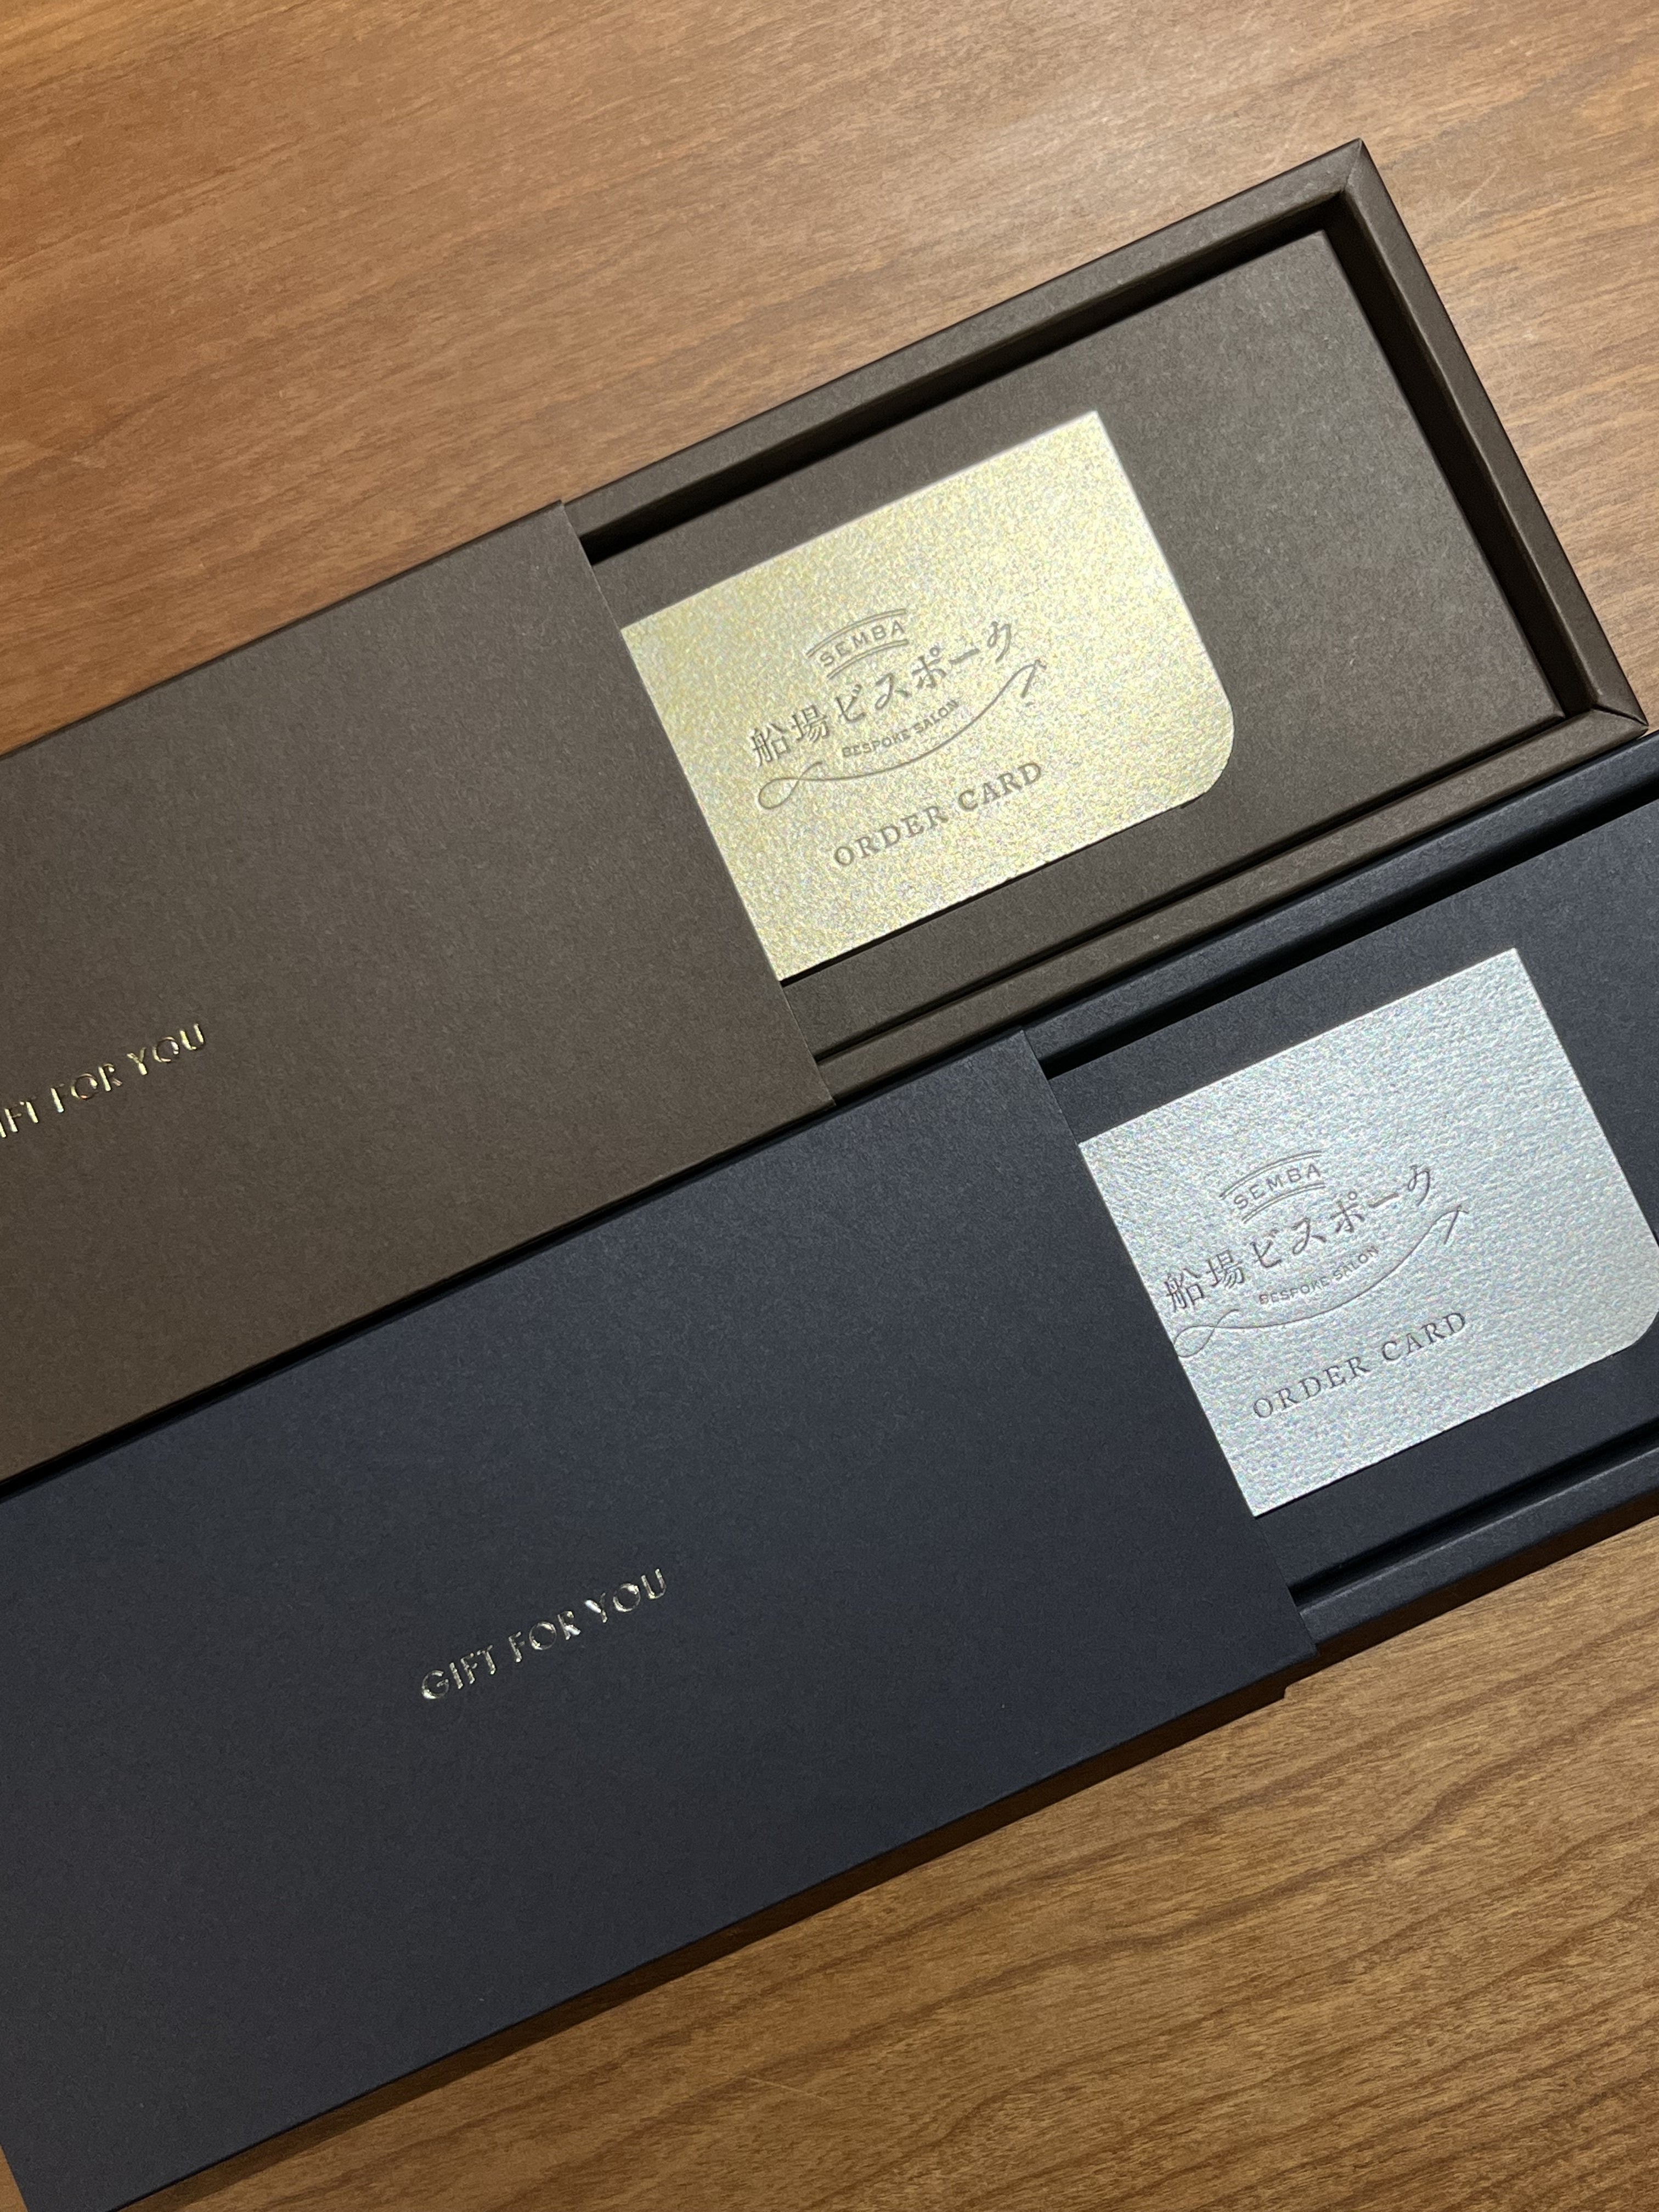 SEMBA
船場ビスポーク
BESPOKE SALON
ORDER CARD
IFT FOR YOU
SEMBA
船場ビスポーク
BESPOKE SALON
ORDER CARD
GIFT FOR YOU